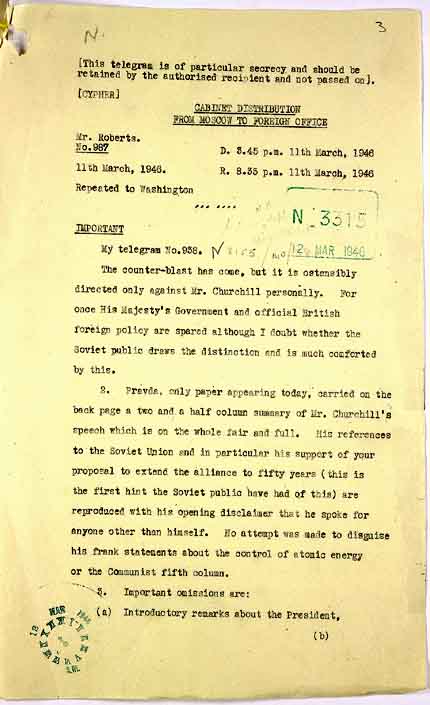 N.
3
[This telegram is of particular secrecy and should be
retained by the authorised recipient and not passed on].
[CYPHER]
CABINET DISTRIBUTION
FROM MOSCOW TO FOREIGN OFFICE
Mr. Roberts.
No.987
D. 3.45 p.m. 11th March, 1946
11th March, 1946.
R. 8.35 p.m. 11th March, 1946
Repeated to Washington
N 3315
12 MAR 1946
IMPORTANT
My telegram No.938.
The counter-blast has come, but it is ostensibly
directed only against Mr. Churchill personally. For
once His Majesty's Government and official British
foreign policy are spared although I doubt whether the
Soviet public draws the distinction and is much comforted
by this.
2. Pravda, only paper appearing today, carried on the
back page a two and a half column summary of Mr. Churchill's
speech which is on the whole fair and full. His references
to the Soviet Union and in particular his support of your
proposal to extend the alliance to fifty years (this is
the first hint the Soviet public have had of this) are
reproduced with his opening disclaimer that he spoke for
anyone other than himself. No attempt was made to disguise
his frank statements about the control of atomic energy
or the Communist fifth column.
3. Important omissions are:
(a) Introductory remarks about the President,
(b)
MAR 1946